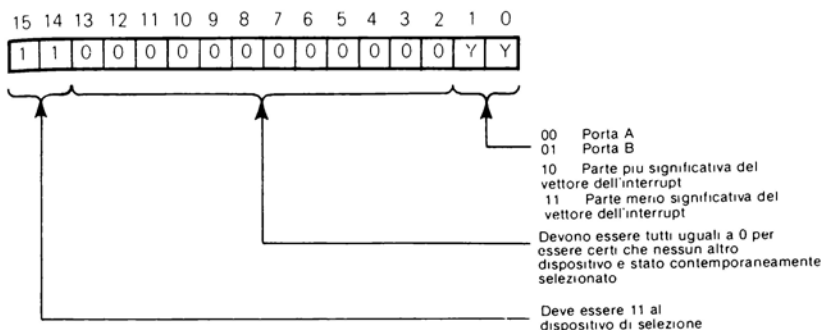 15 14 13 12 11 10 9 8 7 6 5 4 3 2 1 0
1 1 0 0 0 0 0 0 0 0 0 0 0 0 Y Y
00 Porta A
01 Porta B
10 Parte piu significativa del
vettore dell'interrupt
11 Parte meno significativa del
vettore dell'interrupt
Devono essere tutti uguali a 0 per
essere certi che nessun altro
dispositivo e stato contemporaneamente
selezionato
Deve essere 11 al
dispositivo di selezione